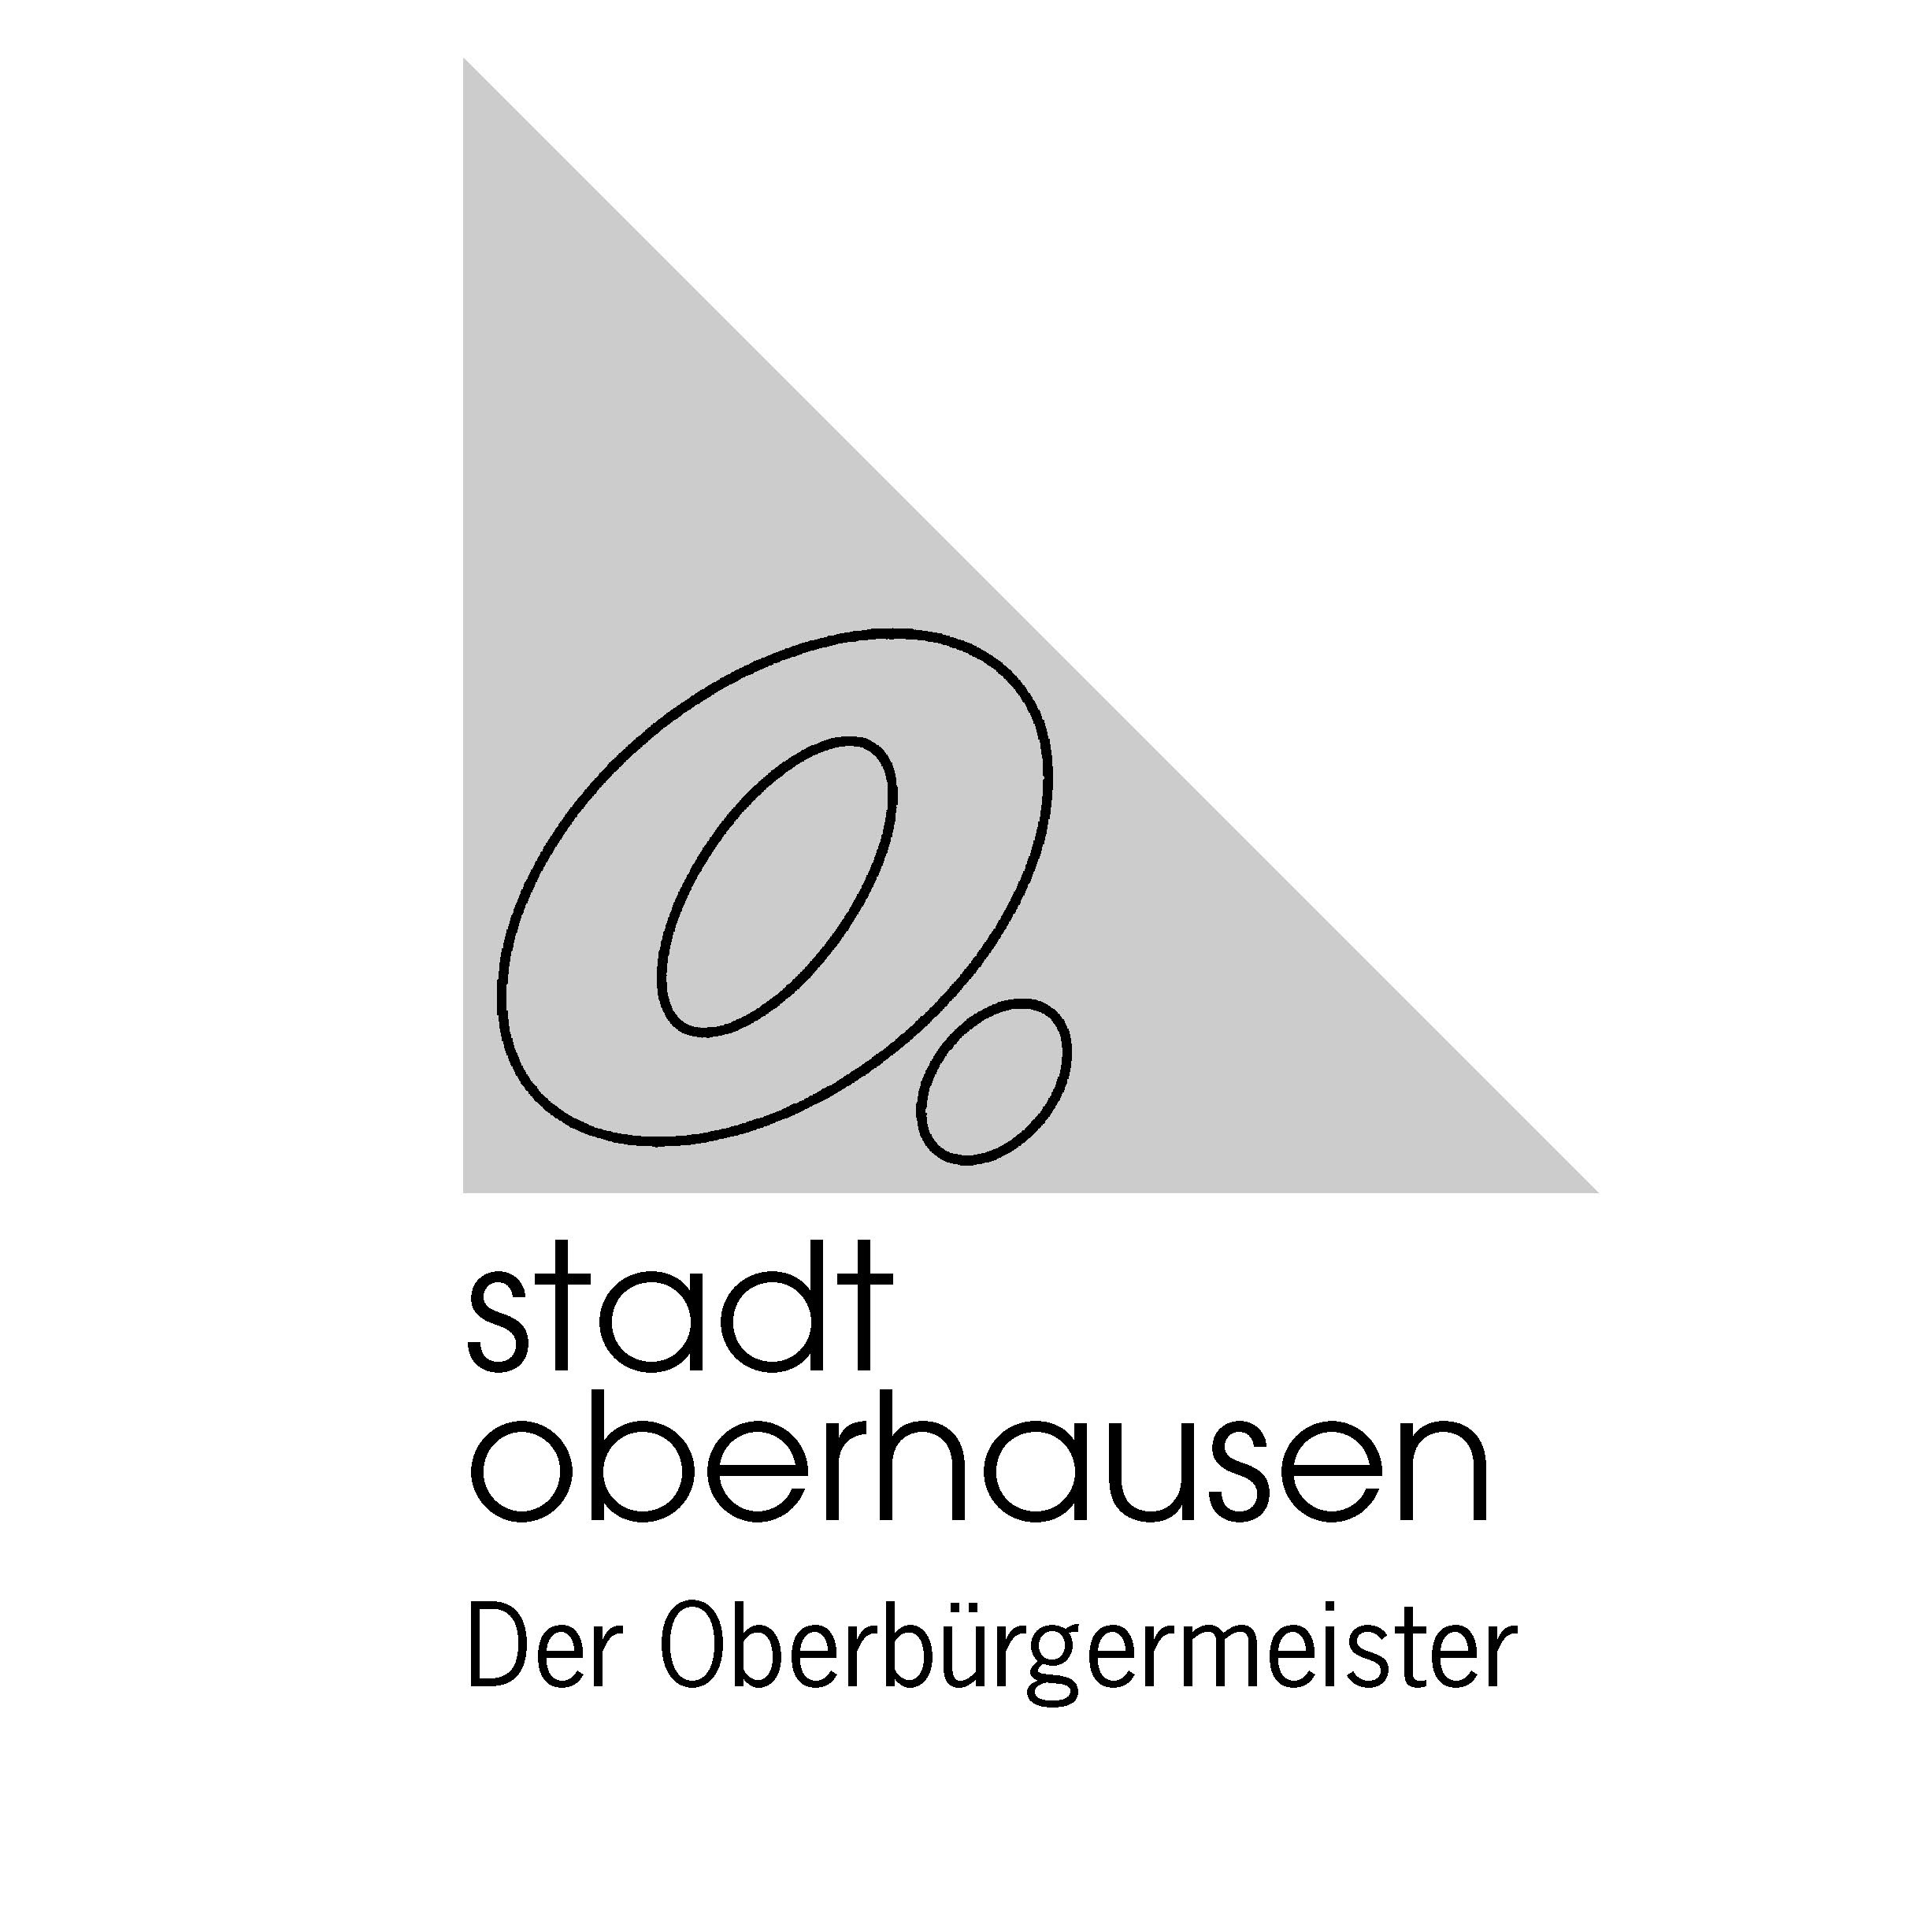 o.
stadt
oberhausen
Der Oberbürgermeister